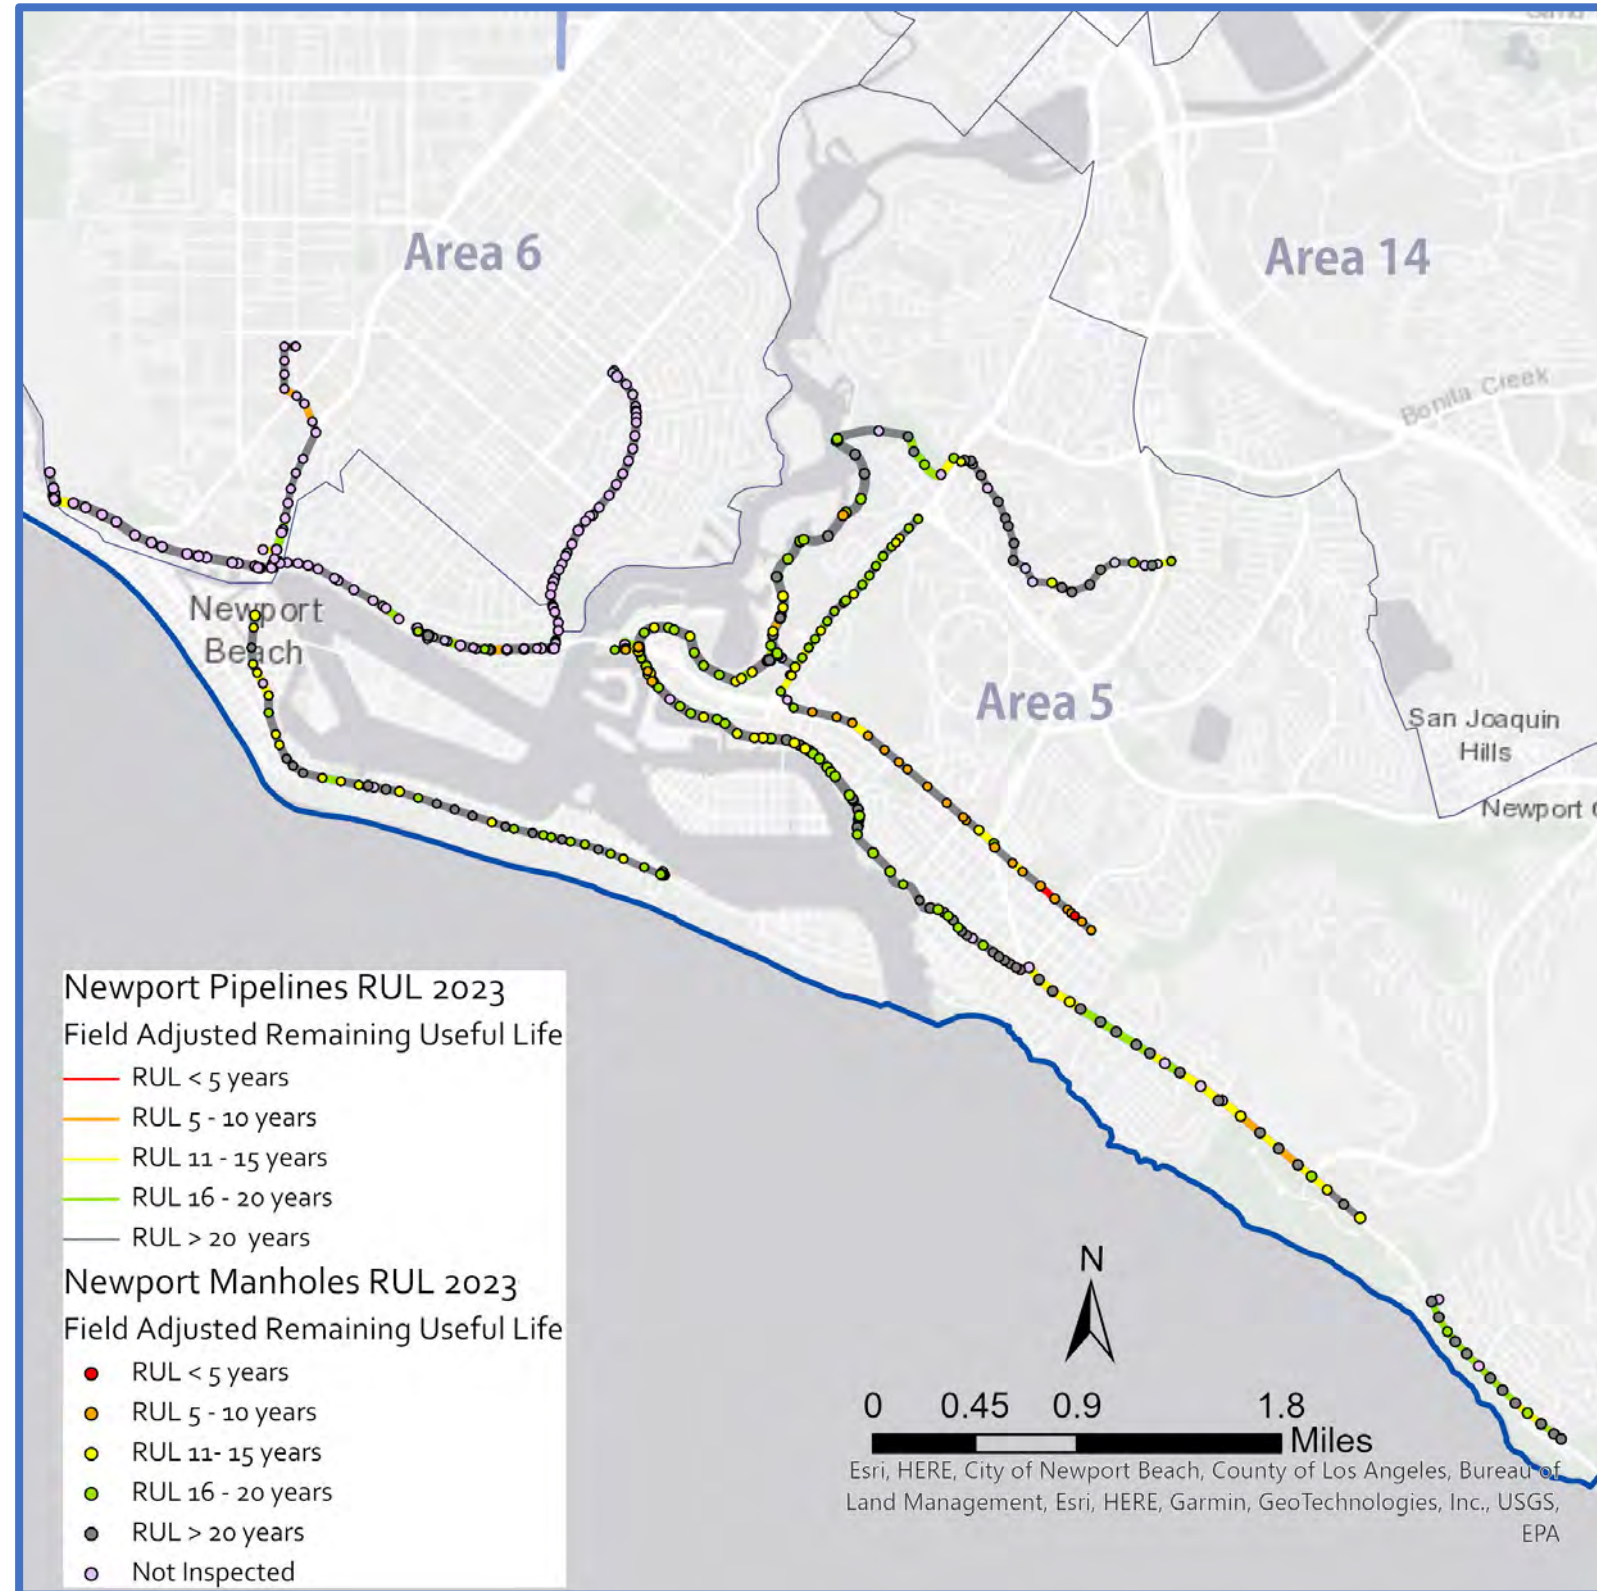 Area 6
Area 14
Bonita Creek
Newport
Beach
Area 5
San Joaquin
Hills
Newport
Newport Pipelines RUL 2023
Field Adjusted Remaining Useful Life
RUL < 5 years
RUL 5 - 10 years
RUL 11 - 15 years
RUL 16 - 20 years
RUL > 20 years
Newport Manholes RUL 2023
Field Adjusted Remaining Useful Life
RUL < 5 years
RUL 5 - 10 years
RUL 11- 15 years
RUL 16 - 20 years
RUL > 20 years
Not Inspected
N
0 0.45 0.9 1.8
Miles
Esri, HERE, City of Newport Beach, County of Los Angeles, Bureau of
Land Management, Esri, HERE, Garmin, GeoTechnologies, Inc., USGS,
EPA